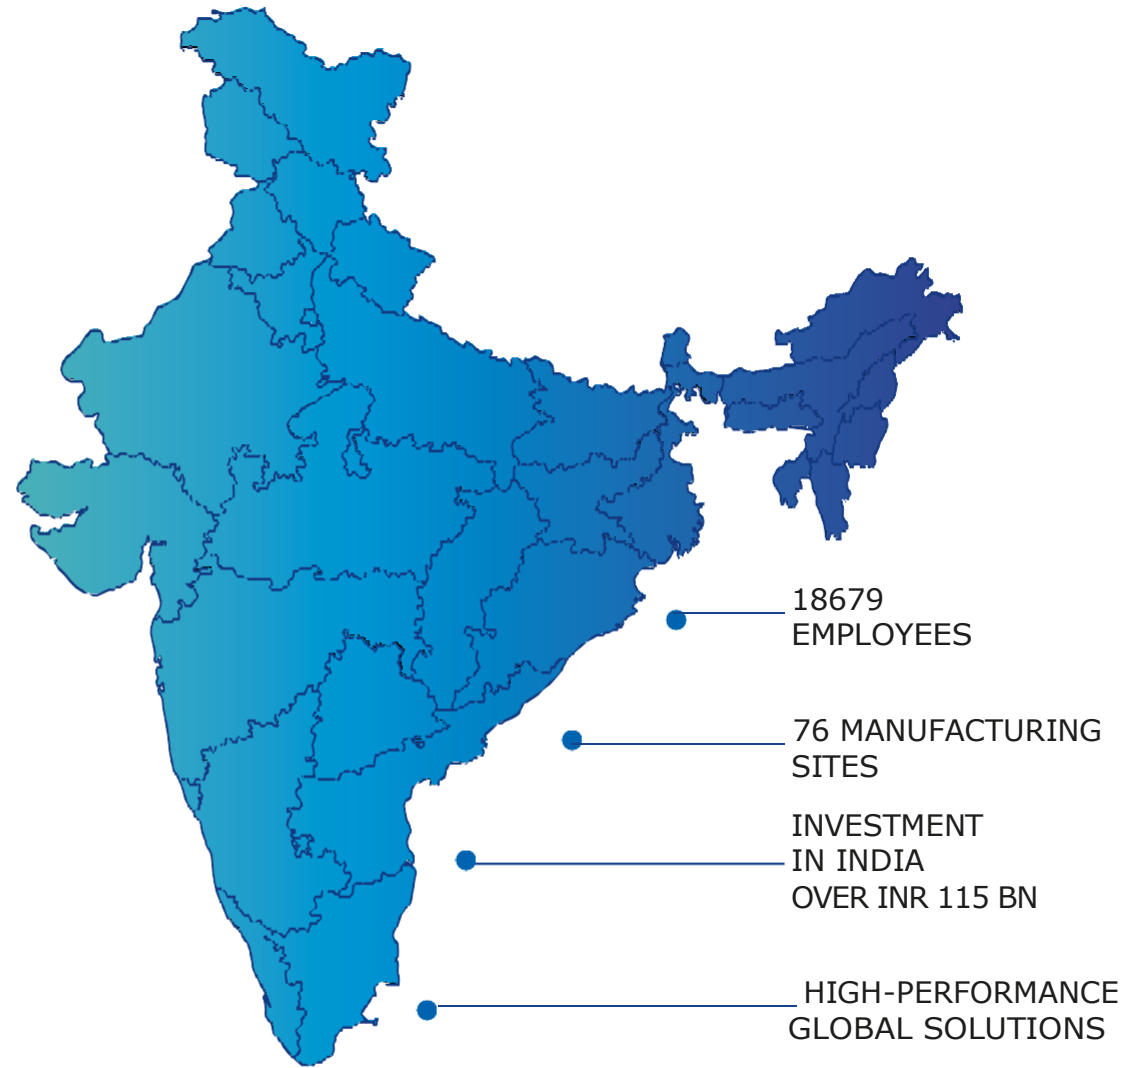 18679
EMPLOYEES
76 MANUFACTURING
SITES
INVESTMENT
IN INDIA
OVER INR 115 BN
HIGH-PERFORMANCE
GLOBAL SOLUTIONS